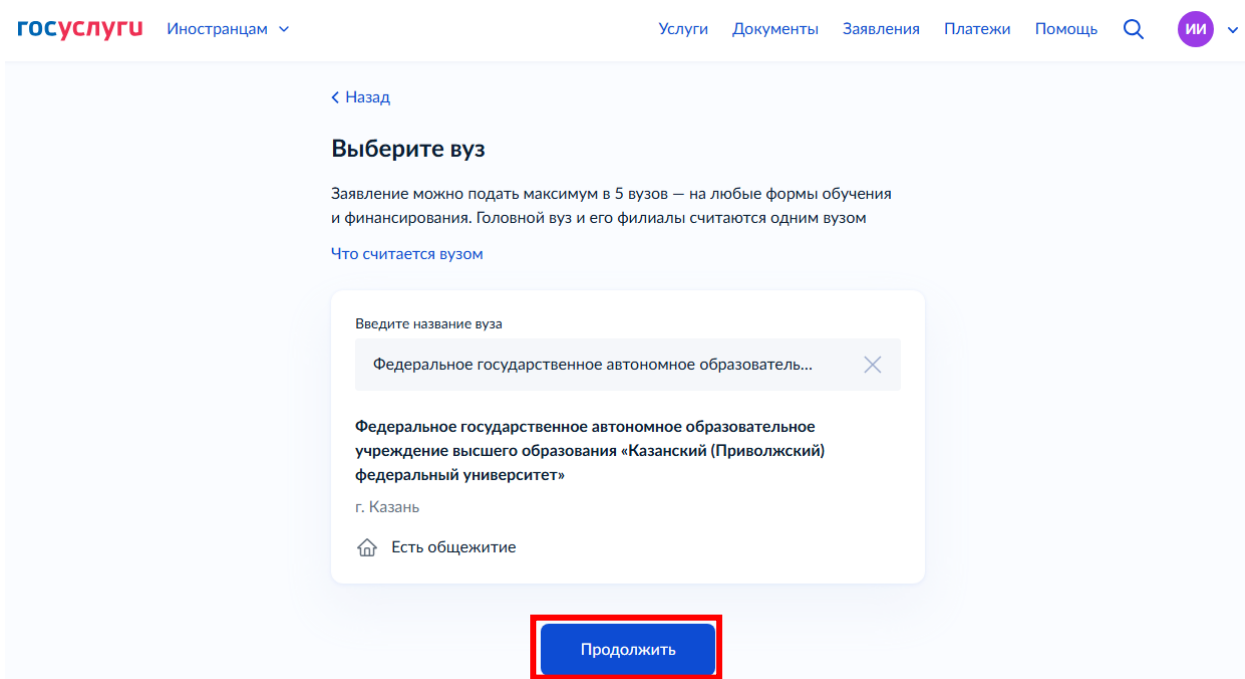 госуслуги Иностранцам Услуги Документы Заявления Платежи Помощь ИИ
Назад
Выберите вуз
Заявление можно подать максимум в 5 вузов — на любые формы обучения
и финансирования. Головной вуз и его филиалы считаются одним вузом
Что считается вузом
Введите название вуза
Федеральное государственное автономное образователь...
Федеральное государственное автономное образовательное
учреждение высшего образования «Казанский (Приволжский)
федеральный университет»
г. Казань
Есть общежитие
Продолжить